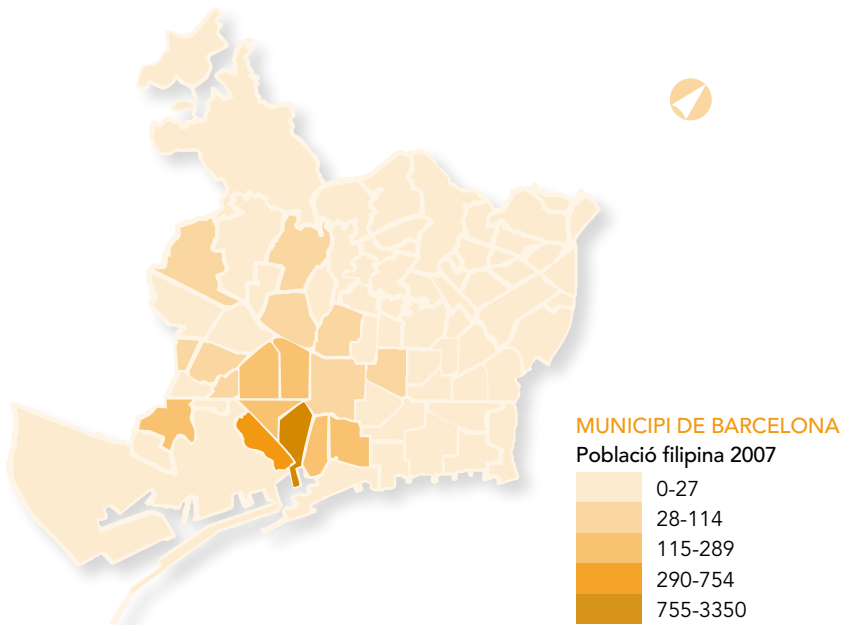 MUNICIPI DE BARCELONA
Població filipina 2007
0-27
28-114
115-289
290-754
755-3350